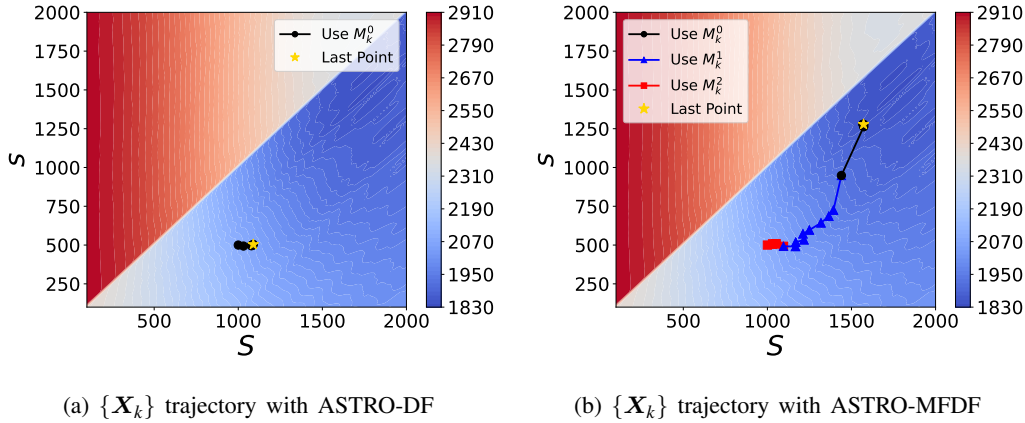 2000
1750
1500
1250
1000
750
500
250
s
500 1000 1500 2000
S
Use M_k^0
Last Point
2910
2790
2670
2550
2430
2310
2190
2070
1950
1830
2000
1750
1500
1250
1000
750
500
250
s
500 1000 1500 2000
S
Use M_k^0
Use M_k^1
Use M_k^2
Last Point
2910
2790
2670
2550
2430
2310
2190
2070
1950
1830
(a) {X_k} trajectory with ASTRO-DF
(b) {X_k} trajectory with ASTRO-MFDF